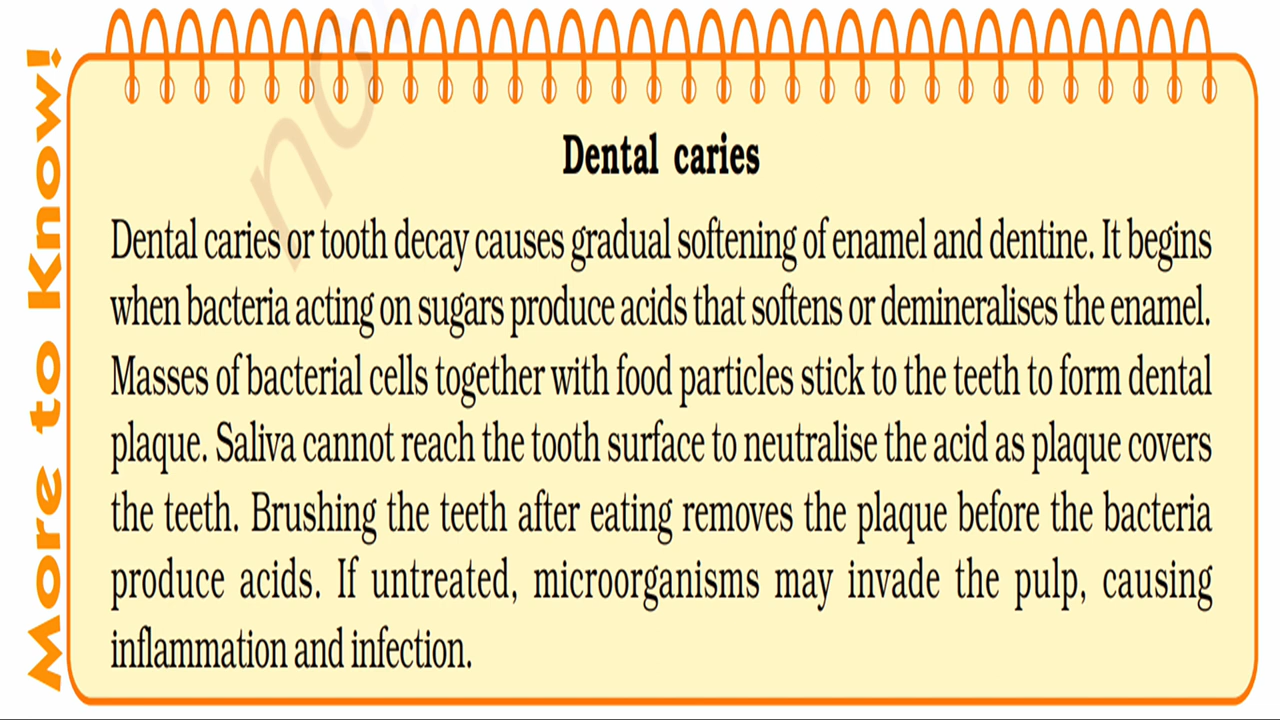 More to Know!
Dental caries
Dental caries or tooth decay causes gradual softening of enamel and dentine. It begins
when bacteria acting on sugars produce acids that softens or demineralises the enamel.
Masses of bacterial cells together with food particles stick to the teeth to form dental
plaque. Saliva cannot reach the tooth surface to neutralise the acid as plaque covers
the teeth. Brushing the teeth after eating removes the plaque before the bacteria
produce acids. If untreated, microorganisms may invade the pulp, causing
inflammation and infection.
no